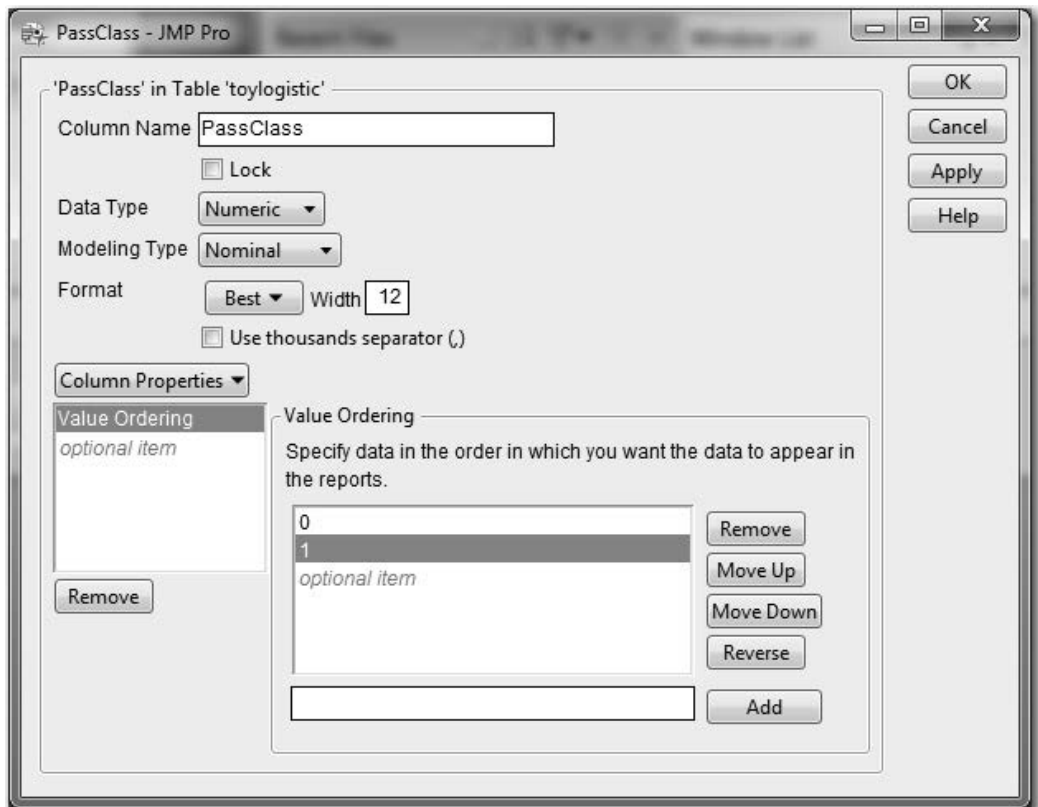 PassClass - JMP Pro
'PassClass' in Table 'toylogistic'
OK
Column Name PassClass
Cancel
Lock
Apply
Data Type Numeric
Help
Modeling Type Nominal
Format Best Width 12
Use thousands separator (,)
Column Properties
Value Ordering
optional item
Remove
Value Ordering
Specify data in the order in which you want the data to appear in
the reports.
0
1
optional item
Remove
Move Up
Move Down
Reverse
Add